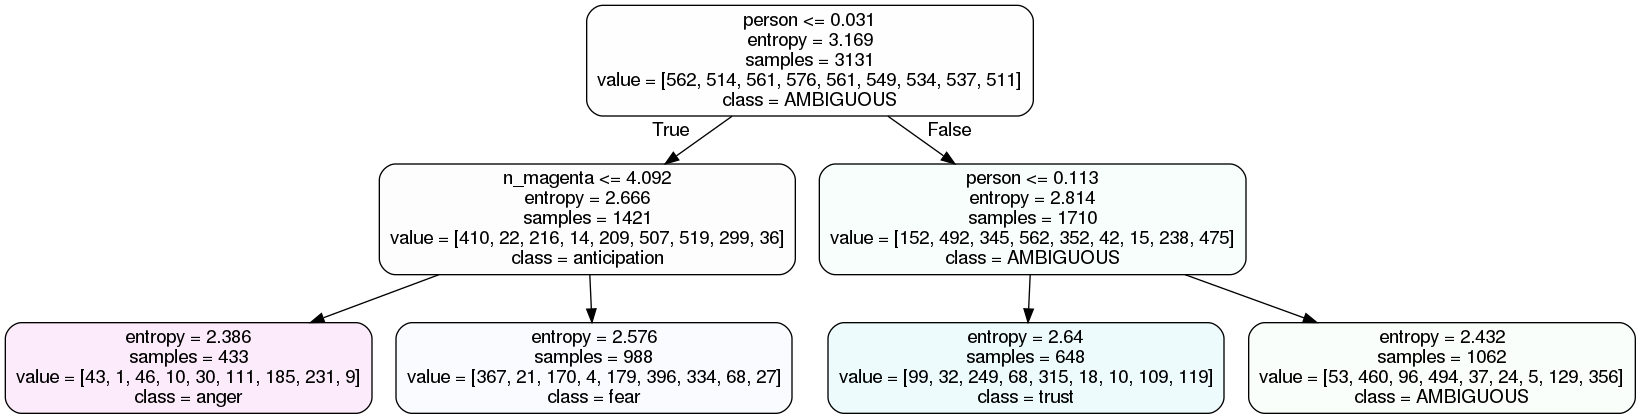 person <= 0.031
entropy = 3.169
samples = 3131
value = [562, 514, 561, 576, 561, 549, 534, 537, 511]
class = AMBIGUOUS
True
False
n_magenta <= 4.092
entropy = 2.666
samples = 1421
value = [410, 22, 216, 14, 209, 507, 519, 299, 36]
class = anticipation
person <= 0.113
entropy = 2.814
samples = 1710
value = [152, 492, 345, 562, 352, 42, 15, 238, 475]
class = AMBIGUOUS
entropy = 2.386
samples = 433
value = [43, 1, 46, 10, 30, 111, 185, 231, 9]
class = anger
entropy = 2.576
samples = 988
value = [367, 21, 170, 4, 179, 396, 334, 68, 27]
class = fear
entropy = 2.64
samples = 648
value = [99, 32, 249, 68, 315, 18, 10, 109, 119]
class = trust
entropy = 2.432
samples = 1062
value = [53, 460, 96, 494, 37, 24, 5, 129, 356]
class = AMBIGUOUS